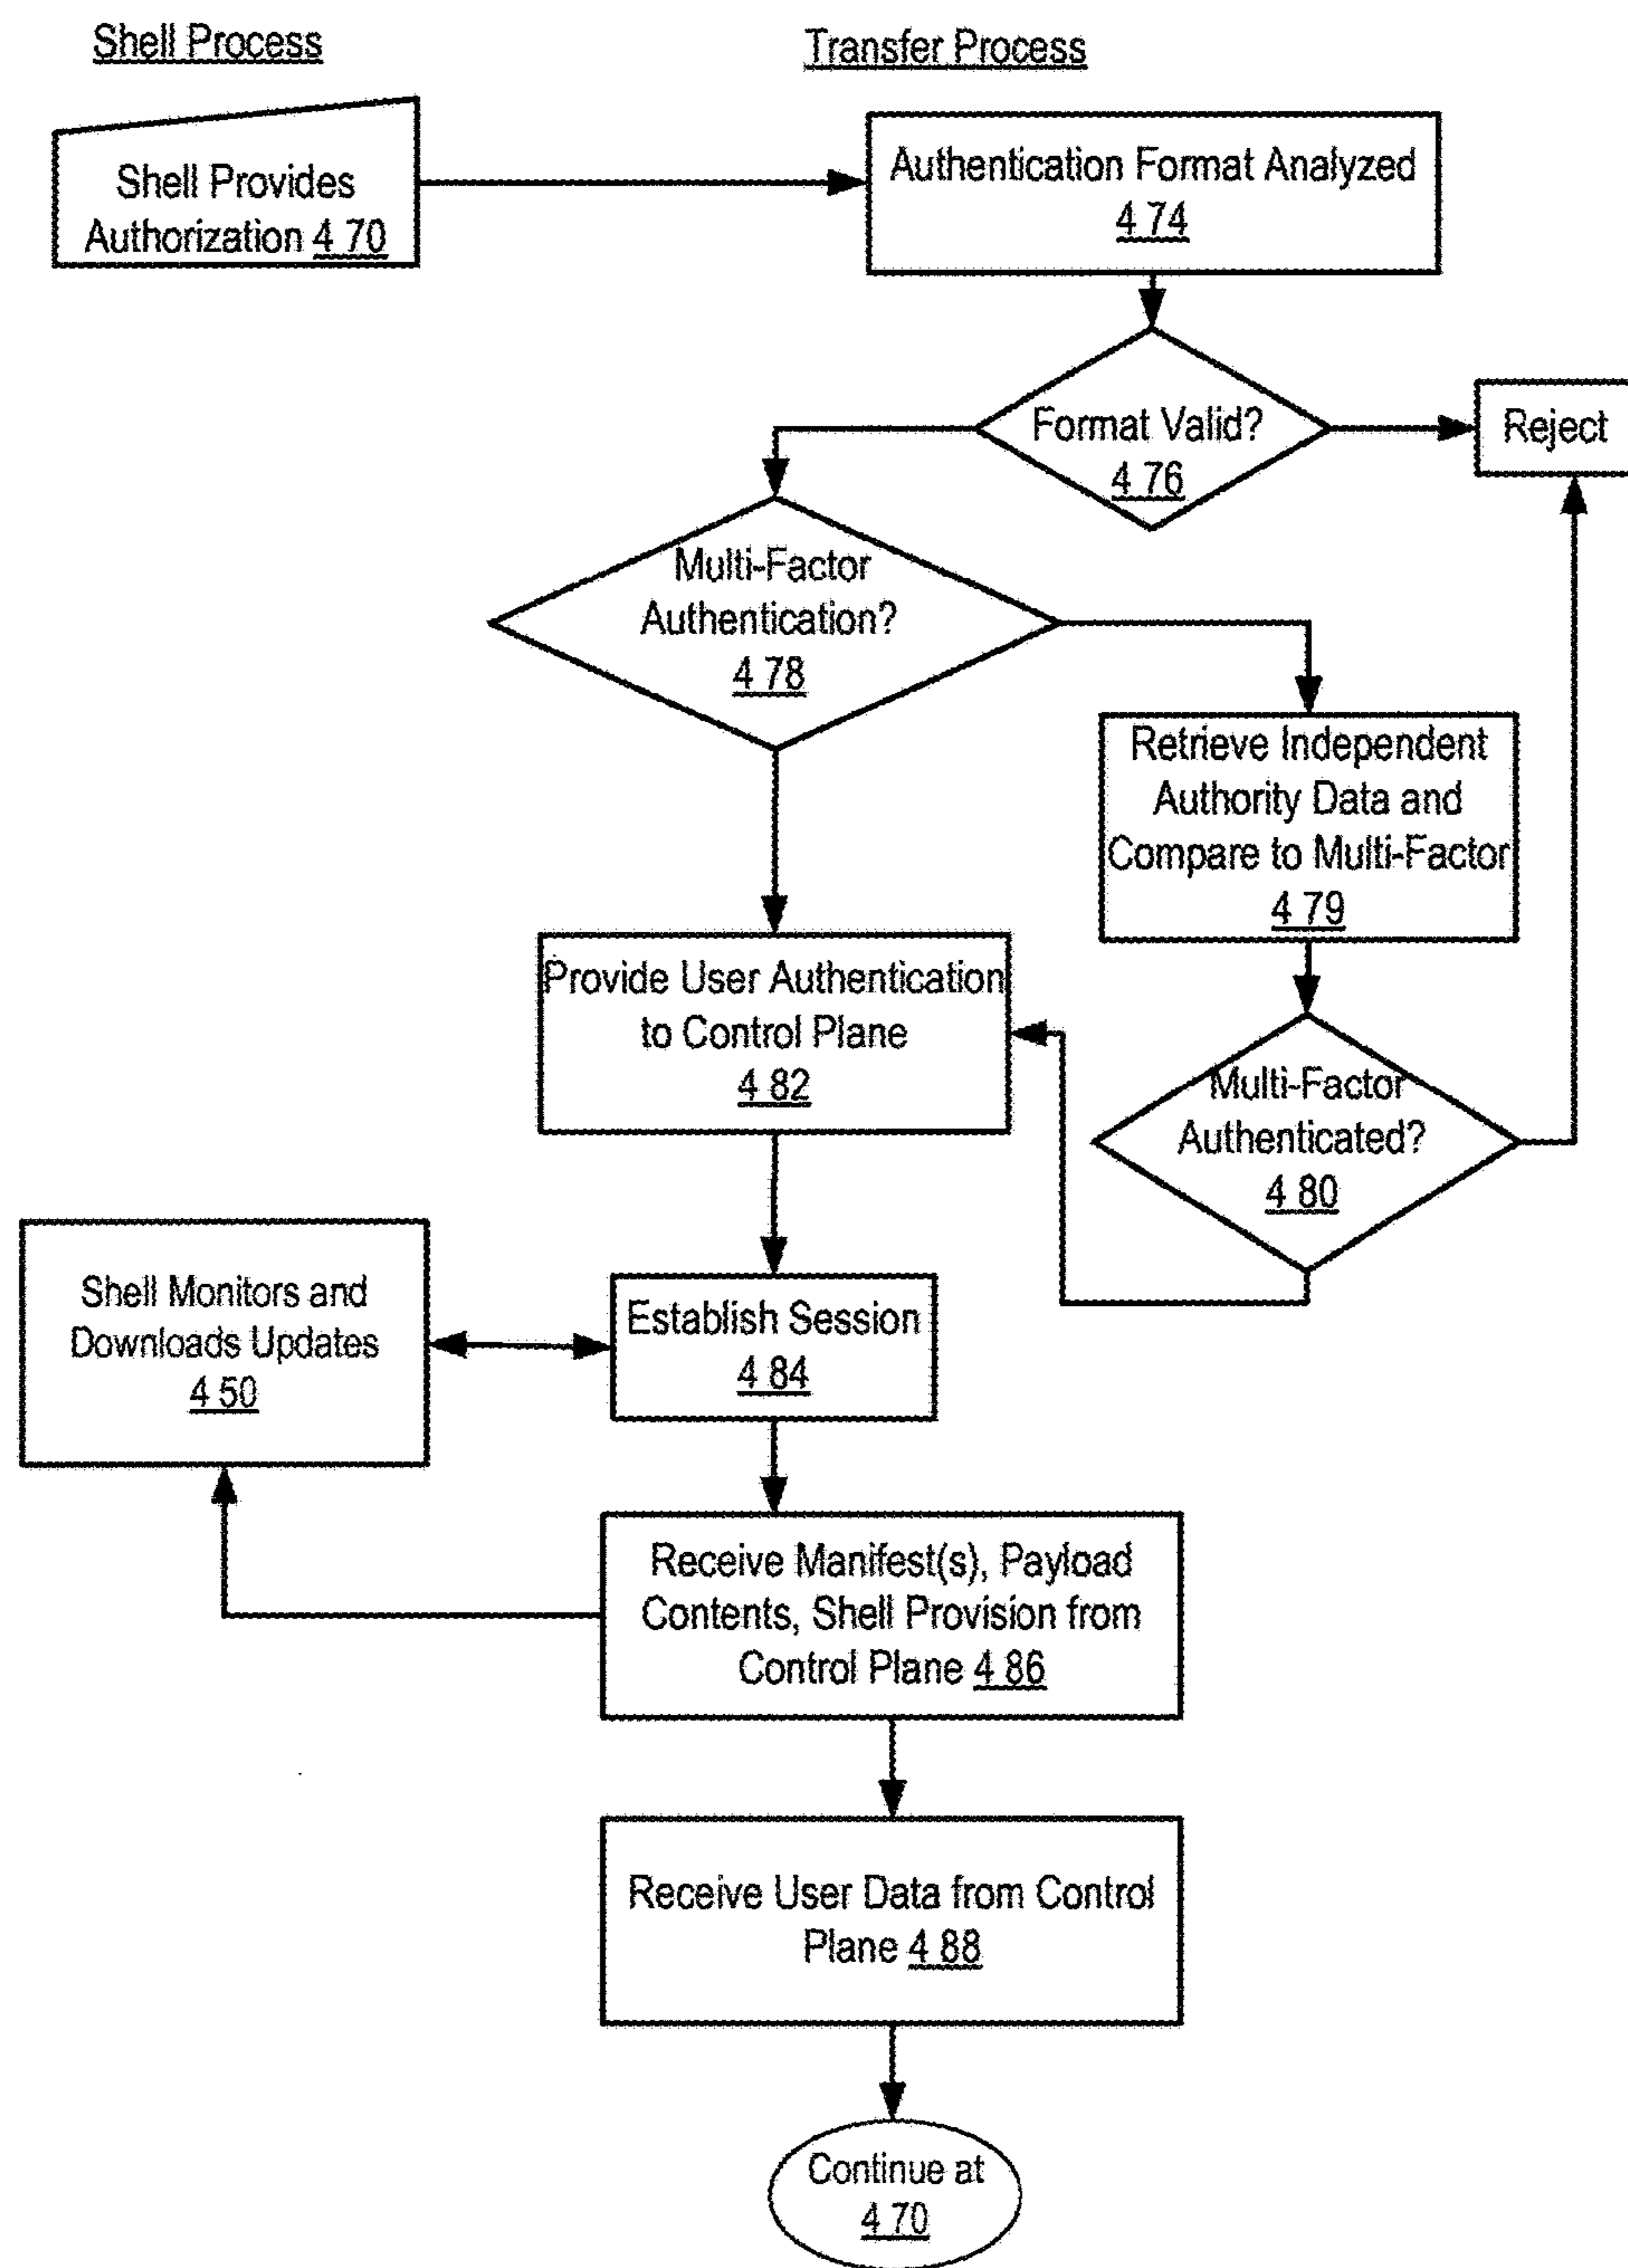 Shell Process
Transfer Process
Shell Provides
Authorization 4 70
Authentication Format Analyzed
4 74
Format Valid?
4 76
Reject
Multi-Factor
Authentication?
4 78
Retrieve Independent
Authority Data and
Compare to Multi-Factor
4 79
Provide User Authentication
to Control Plane
4 82
Multi-Factor
Authenticated?
4 80
Shell Monitors and
Downloads Updates
4 50
Establish Session
4 84
Receive Manifest(s), Payload
Contents, Shell Provision from
Control Plane 4 86
Receive User Data from Control
Plane 4 88
Continue at
4 70